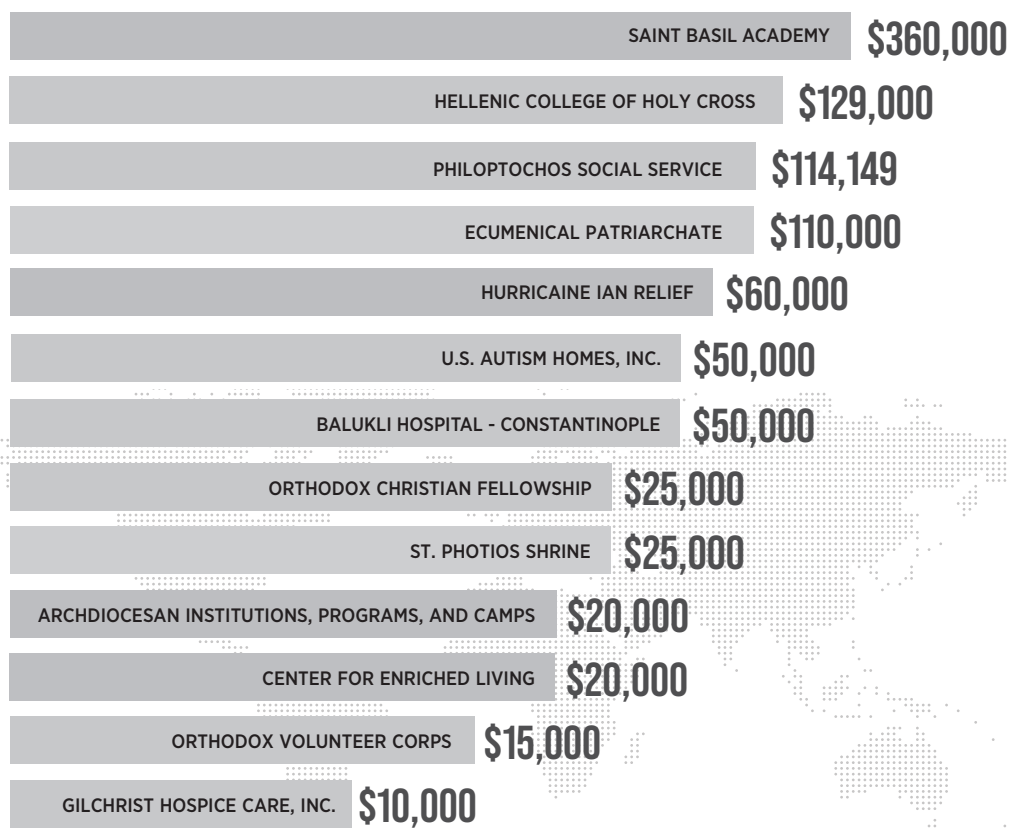 SAINT BASIL ACADEMY $360,000
HELLENIC COLLEGE OF HOLY CROSS $129,000
PHILOPTOCHOS SOCIAL SERVICE $114,149
ECUMENICAL PATRIARCHATE $110,000
HURRICAINE IAN RELIEF $60,000
U.S. AUTISM HOMES, INC. $50,000
BALUKLI HOSPITAL - CONSTANTINOPLE $50,000
ORTHODOX CHRISTIAN FELLOWSHIP $25,000
ST. PHOTIOS SHRINE $25,000
ARCHDIOCESAN INSTITUTIONS, PROGRAMS, AND CAMPS $20,000
CENTER FOR ENRICHED LIVING $20,000
ORTHODOX VOLUNTEER CORPS $15,000
GILCHRIST HOSPICE CARE, INC. $10,000